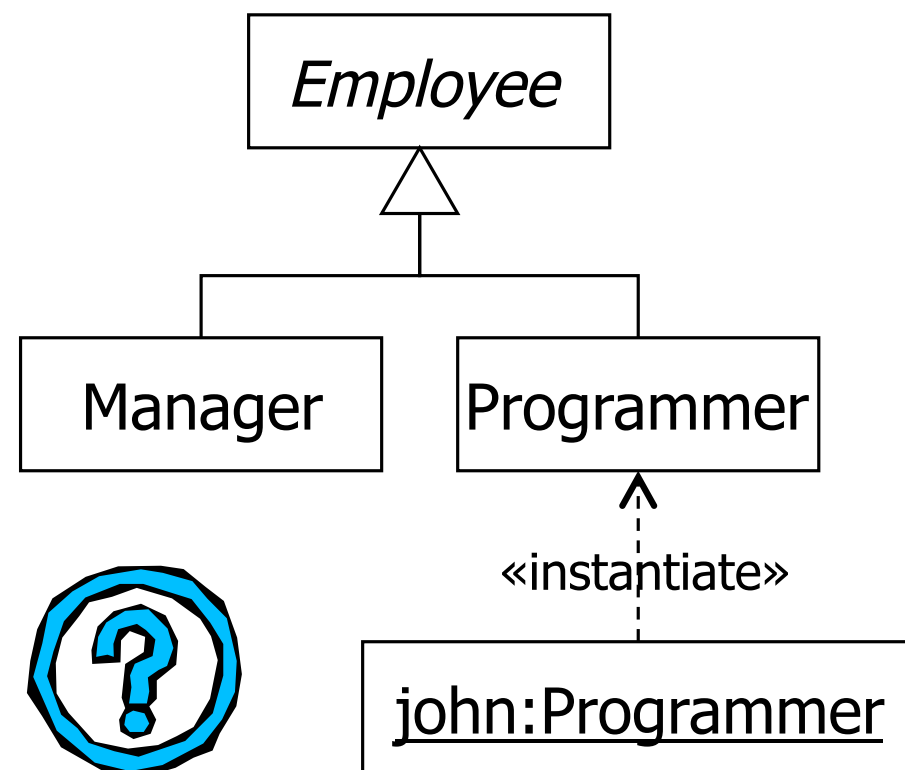 Employee
Manager
Programmer
«instantiate»
?
john:Programmer